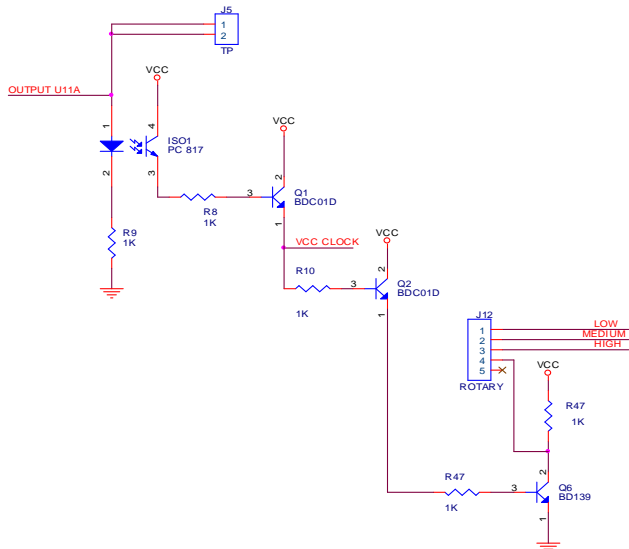 J5
1
2
TP
OUTPUT U11A
VCC
1
4
ISO1
PC 817
2
3
R9
1K
R8
1K
VCC
2
3
Q1
BDC01D
1
VCC CLOCK
R10
1K
VCC
2
3
Q2
BDC01D
1
J12
1
2
3
4
5
ROTARY
LOW
MEDIUM
HIGH
VCC
R47
1K
R47
1K
2
3
Q6
BD139
1